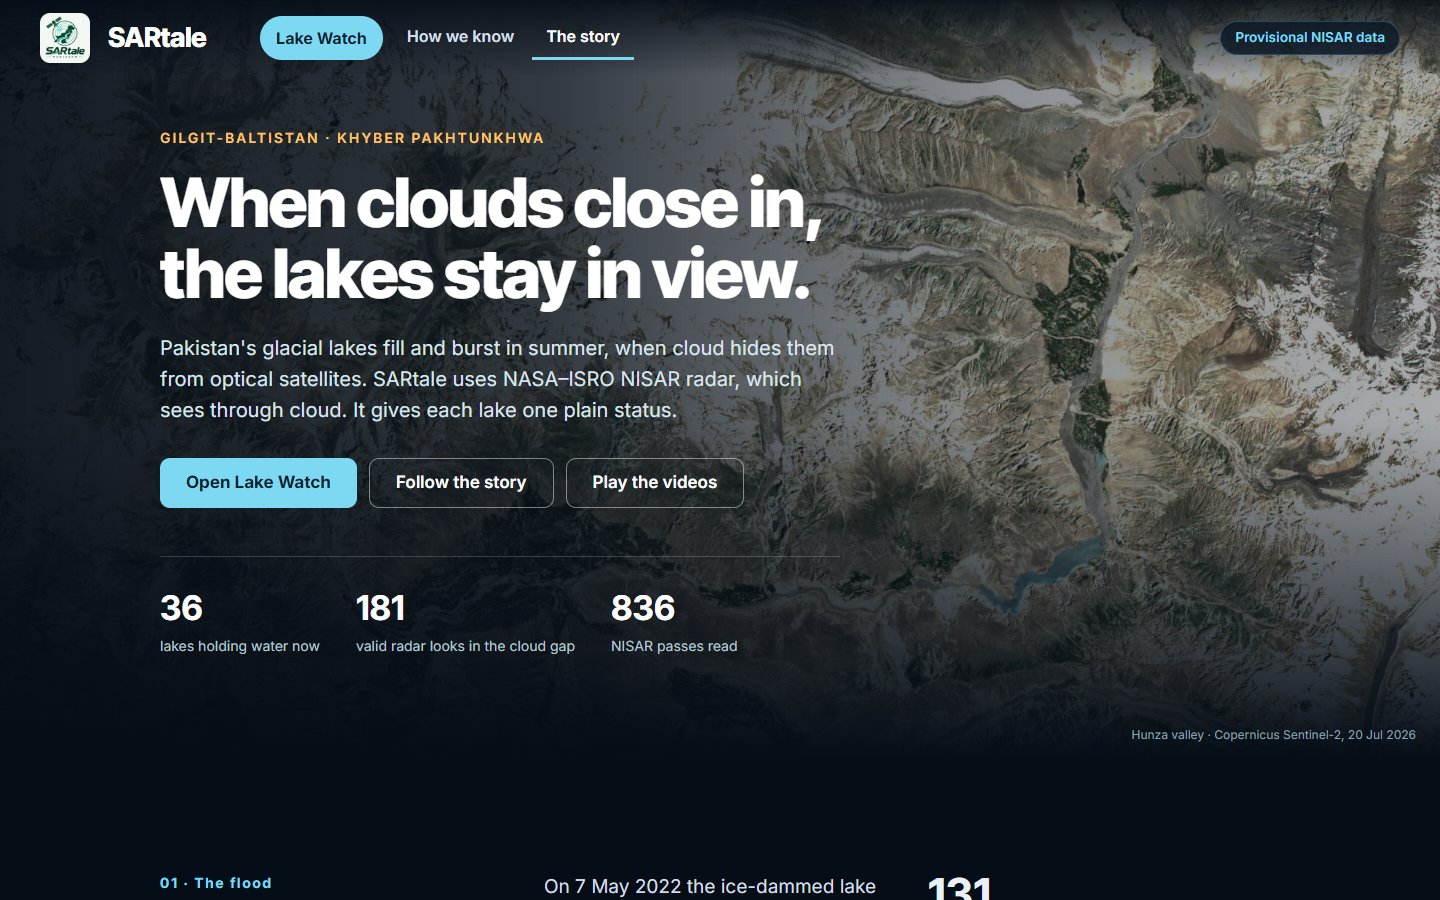 SARtale
SARtale
Lake Watch
How we know
The story
Provisional NISAR data
GILGIT-BALTISTAN · KHYBER PAKHTUNKHWA
When clouds close in,
the lakes stay in view.
Pakistan's glacial lakes fill and burst in summer, when cloud hides them
from optical satellites. SARtale uses NASA–ISRO NISAR radar, which
sees through cloud. It gives each lake one plain status.
Open Lake Watch
Follow the story
Play the videos
36
lakes holding water now
181
valid radar looks in the cloud gap
836
NISAR passes read
Hunza valley · Copernicus Sentinel-2, 20 Jul 2026
01 · The flood
On 7 May 2022 the ice-dammed lake
131